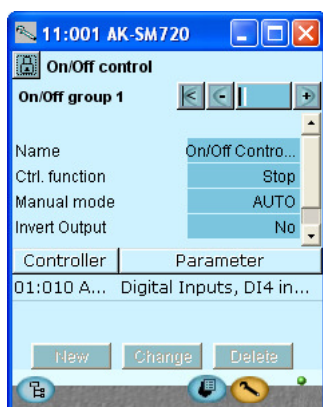 11:001 AK-SM720
On/Off control
On/Off group 1
Name On/Off Contro...
Ctrl. function Stop
Manual mode AUTO
Invert Output No
Controller Parameter
01:010 A... Digital Inputs, DI4 in...
New Change Delete